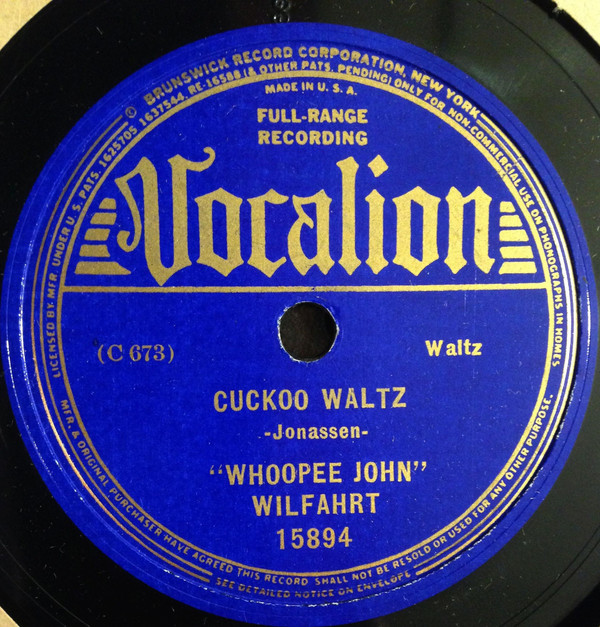 ® BRUNSWICK RECORD CORPORATION, NEW YORK
LICENSED BY MFR. UNDER U. S. PATS. 1625705, 1637544, RE-16588 (& OTHER PATS. PENDING) ONLY FOR NON-COMMERCIAL USE ON PHONOGRAPHS IN HOMES
MADE IN U. S. A.
FULL-RANGE
RECORDING
Vocalion
(C 673)
Waltz
CUCKOO WALTZ
-Jonassen-
"WHOOPEE JOHN"
WILFAHRT
15894
MFR. & ORIGINAL PURCHASER HAVE AGREED THIS RECORD SHALL NOT BE RESOLD OR USED FOR ANY OTHER PURPOSE.
SEE DETAILED NOTICE ON ENVELOPE